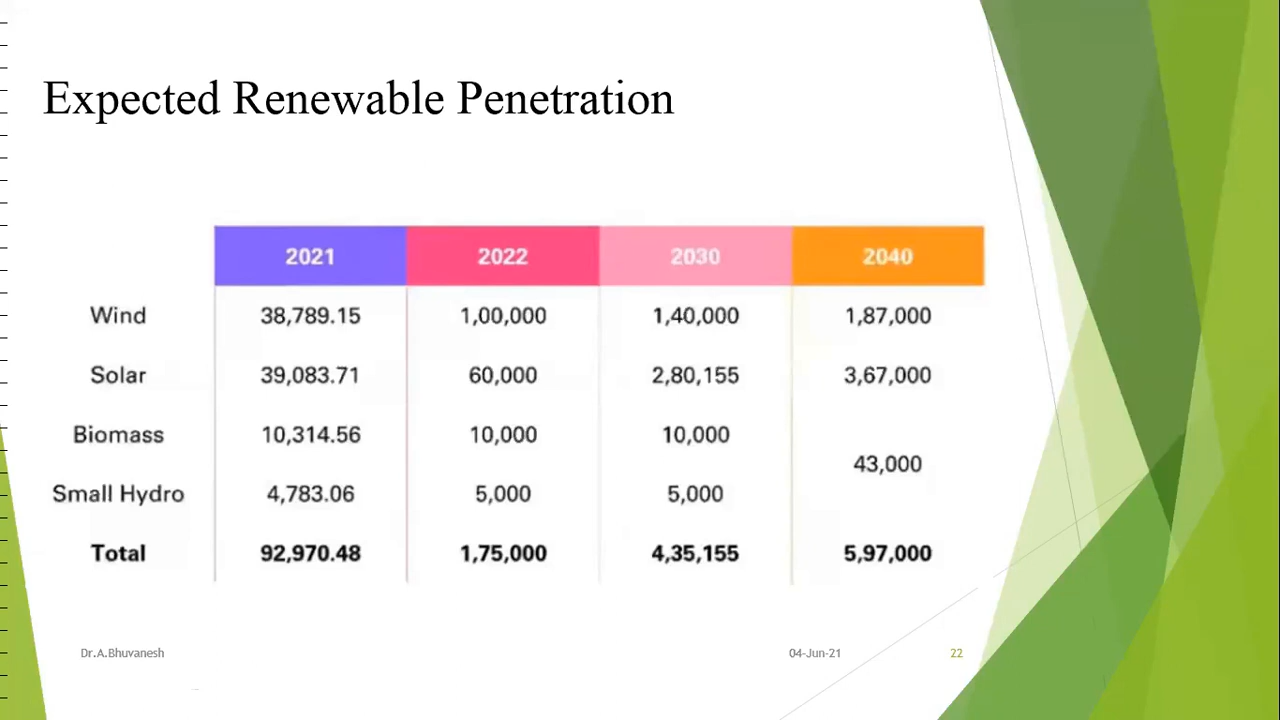 Expected Renewable Penetration
2021 2022 2030 2040
Wind 38,789.15 1,00,000 1,40,000 1,87,000
Solar 39,083.71 60,000 2,80,155 3,67,000
Biomass 10,314.56 10,000 10,000
43,000
Small Hydro 4,783.06 5,000 5,000
Total 92,970.48 1,75,000 4,35,155 5,97,000
Dr.A.Bhuvanesh 04-Jun-21 22